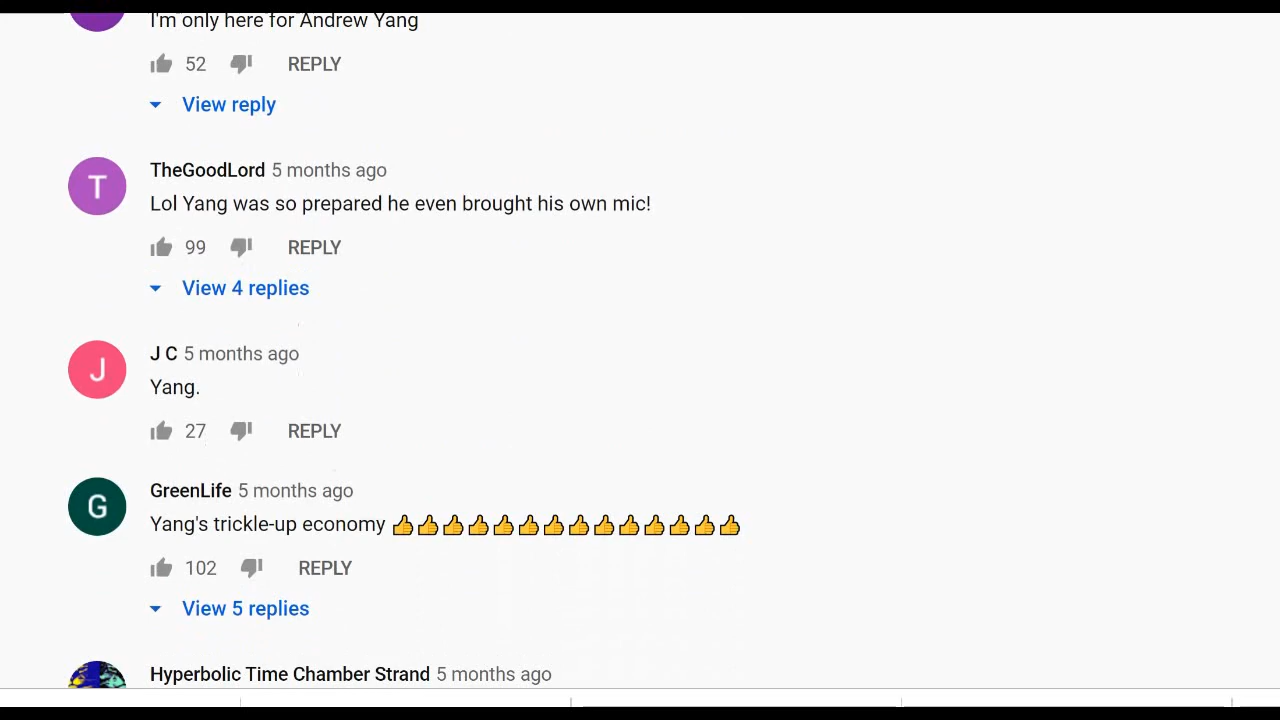 I'm only here for Andrew Yang
52 REPLY
View reply
T
TheGoodLord 5 months ago
Lol Yang was so prepared he even brought his own mic!
99 REPLY
View 4 replies
J
J C 5 months ago
Yang.
27 REPLY
G
GreenLife 5 months ago
Yang's trickle-up economy 👍👍👍👍👍👍👍👍👍👍👍👍👍👍
102 REPLY
View 5 replies
Hyperbolic Time Chamber Strand 5 months ago